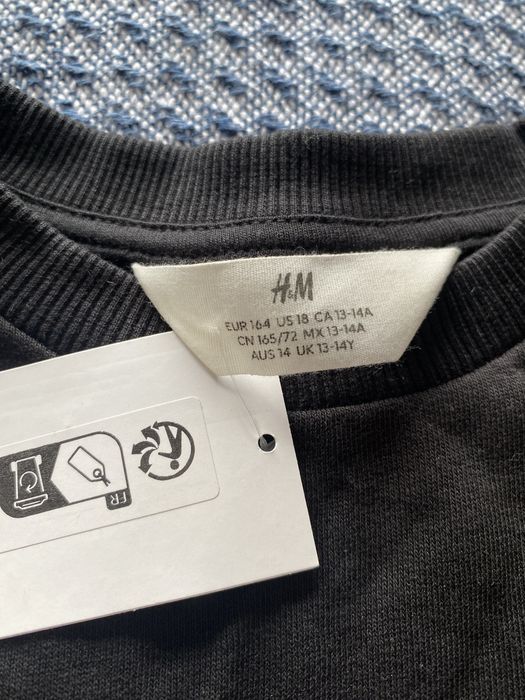 H&M
EUR 164 US 18 CA 13-14A
CN 165/72 MX 13-14A
AUS 14 UK 13-14Y
FR